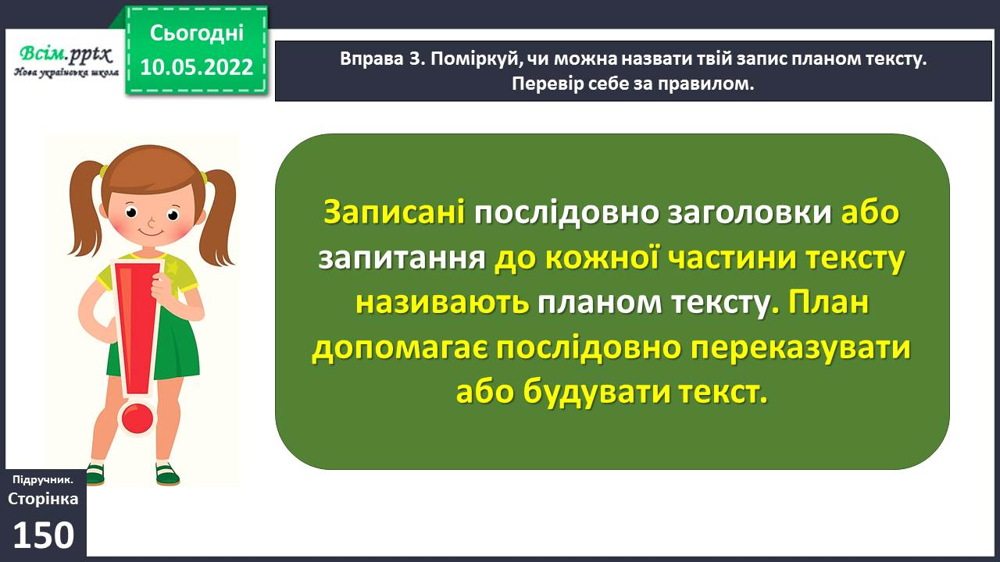 Сьогодні
10.05.2022
Всім.pptx
Нова українська школа
Вправа 3. Поміркуй, чи можна назвати твій запис планом тексту.
Перевір себе за правилом.
Записані послідовно заголовки або
запитання до кожної частини тексту
називають планом тексту. План
допомагає послідовно переказувати
або будувати текст.
Підручник.
Сторінка
150